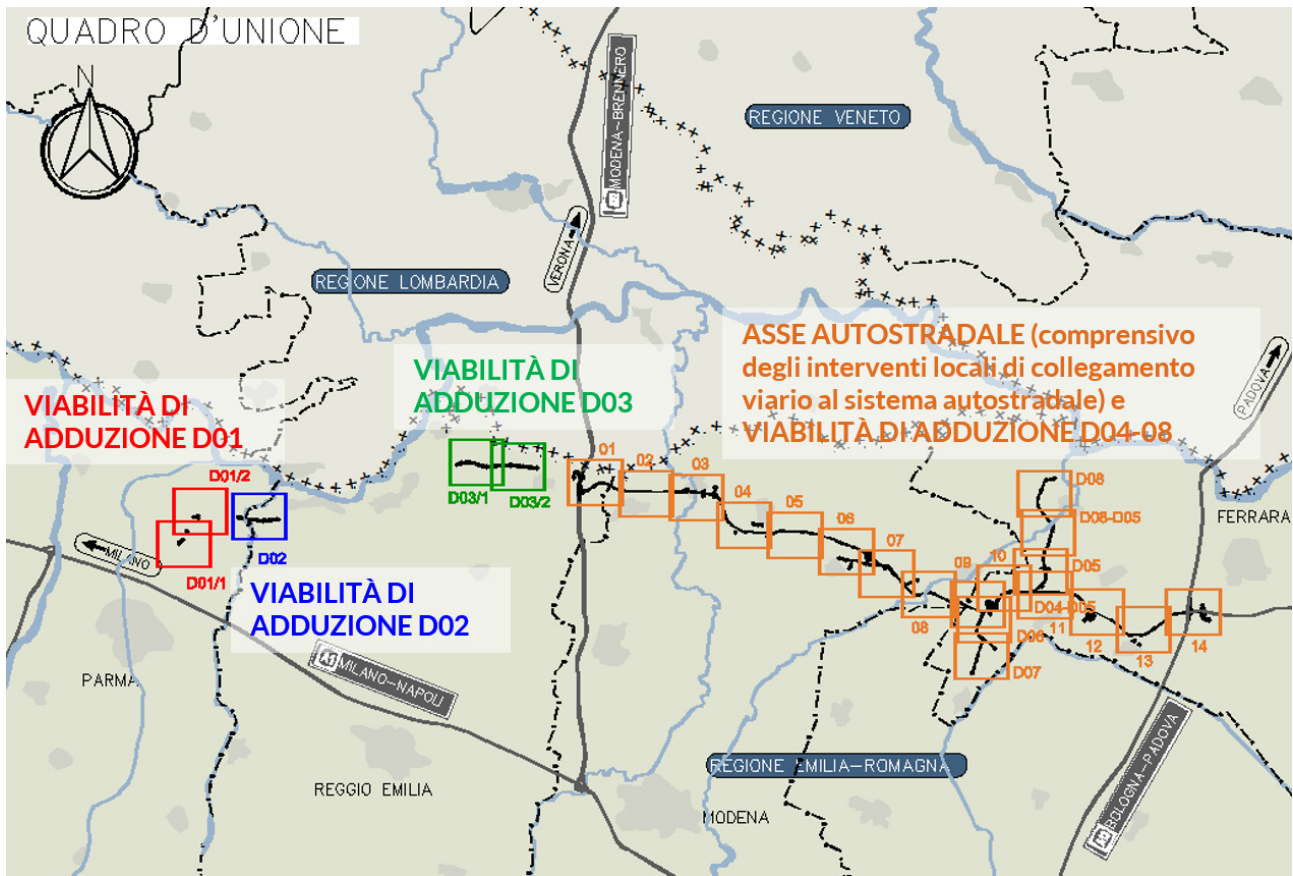 QUADRO D'UNIONE
N
MODENA-BRENNERO
REGIONE VENETO
VERONA
REGIONE LOMBARDIA
ASSE AUTOSTRADALE (comprensivo
degli interventi locali di collegamento
viario al sistema autostradale) e
VIABILITÀ DI ADDUZIONE D04-08
PADOVA
VIABILITÀ DI
ADDUZIONE D03
VIABILITÀ DI
ADDUZIONE D01
D01/2
D01/1
D02
D03/1
D03/2
01
02
03
04
05
06
07
08
09
10
D08
D08-D05
D05
D04-D05
D06
D07
11
12
13
14
FERRARA
MILANO
VIABILITÀ DI
ADDUZIONE D02
A1 MILANO-NAPOLI
PARMA
REGGIO EMILIA
MODENA
REGIONE EMILIA-ROMAGNA
BOLOGNA-PADOVA